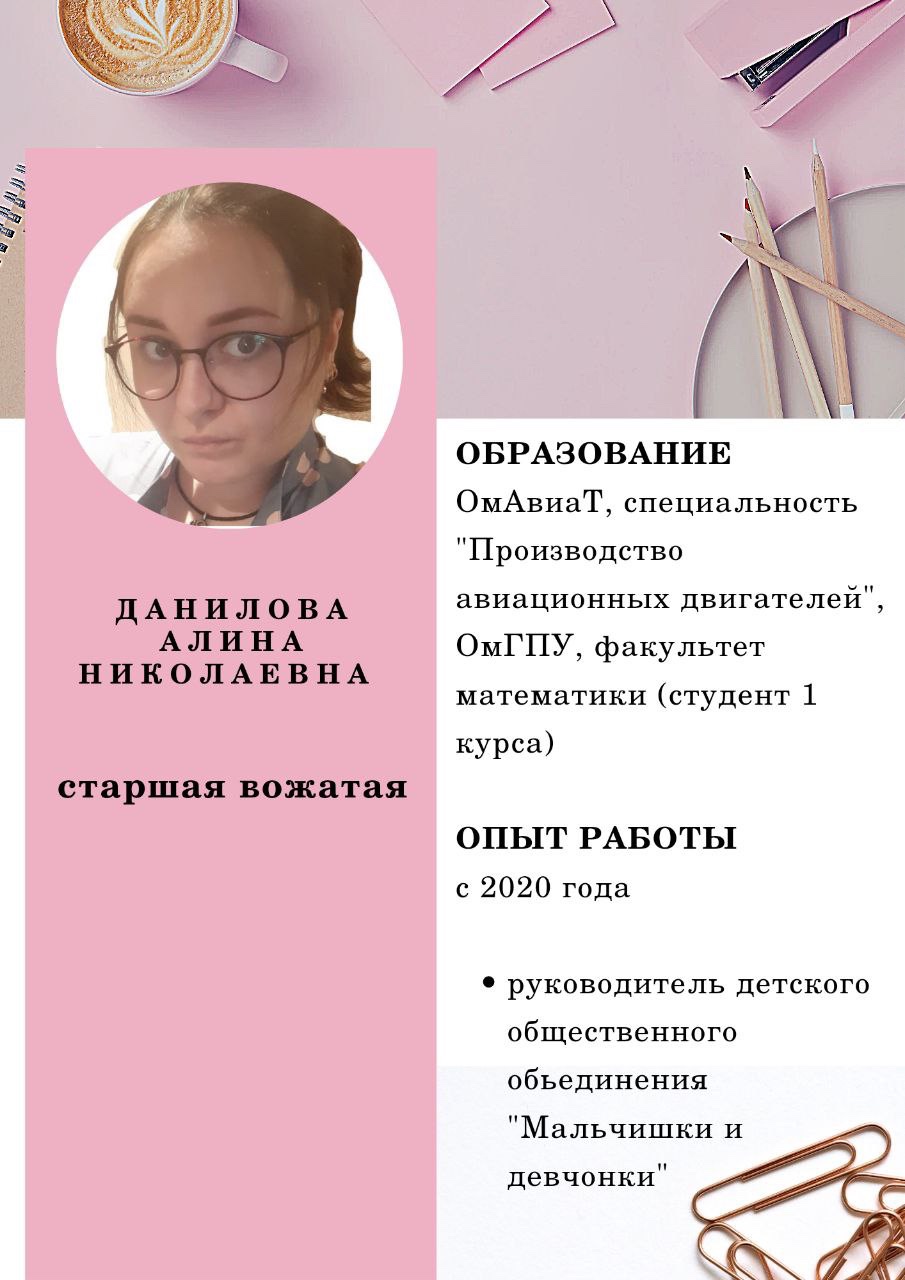 ДАНИЛОВА
АЛИНА
НИКОЛАЕВНА
старшая вожатая
ОБРАЗОВАНИЕ
ОмАвиаТ, специальность
"Производство
авиационных двигателей",
ОмГПУ, факультет
математики (студент 1
курса)
ОПЫТ РАБОТЫ
с 2020 года
• руководитель детского
общественного
обьединения
"Мальчишки и
девчонки"